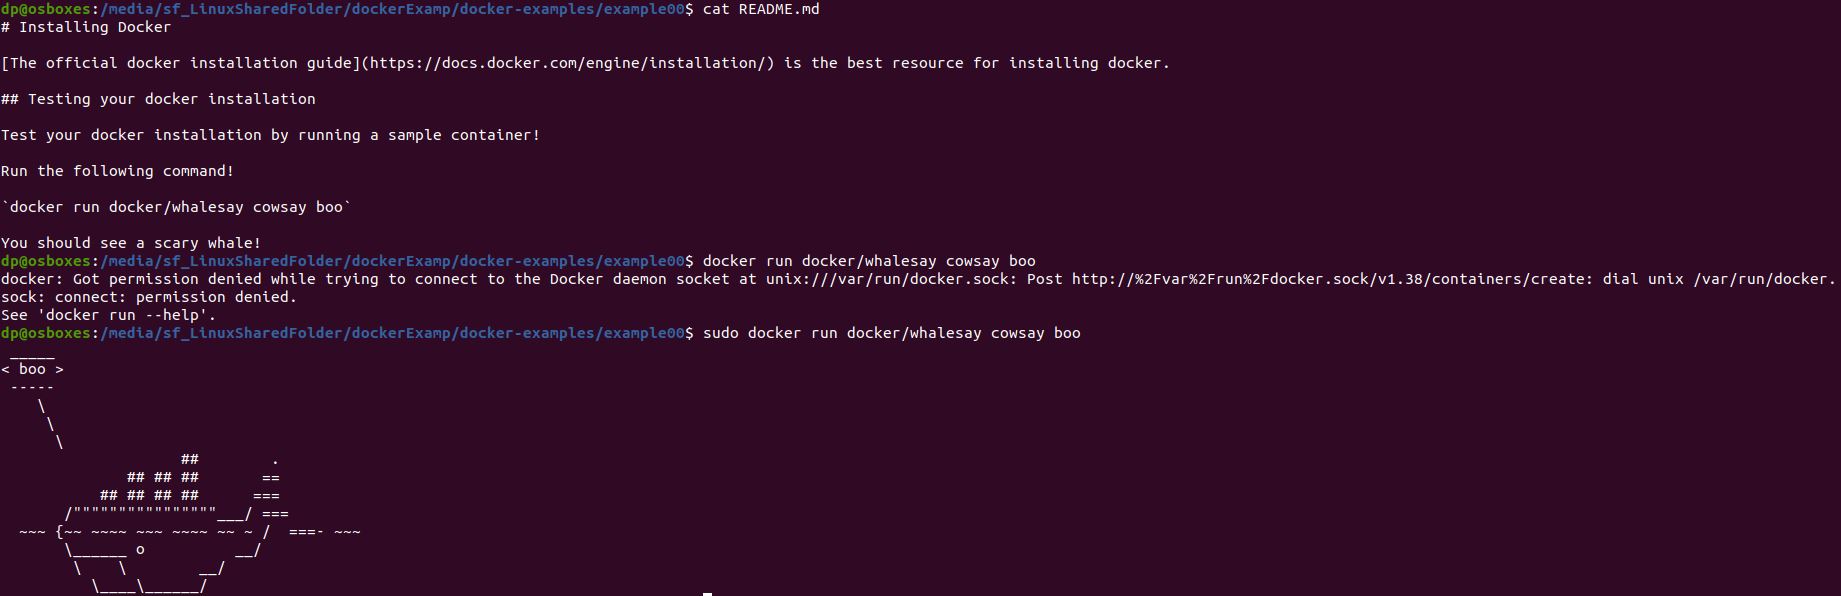 dp@osboxes:/media/sf_LinuxSharedFolder/dockerExamp/docker-examples/example00$ cat README.md
# Installing Docker
[The official docker installation guide](https://docs.docker.com/engine/installation/) is the best resource for installing docker.
## Testing your docker installation
Test your docker installation by running a sample container!
Run the following command!
`docker run docker/whalesay cowsay boo`
You should see a scary whale!
dp@osboxes:/media/sf_LinuxSharedFolder/dockerExamp/docker-examples/example00$ docker run docker/whalesay cowsay boo
docker: Got permission denied while trying to connect to the Docker daemon socket at unix:///var/run/docker.sock: Post http://%2Fvar%2Frun%2Fdocker.sock/v1.38/containers/create: dial unix /var/run/docker.
sock: connect: permission denied.
See 'docker run --help'.
dp@osboxes:/media/sf_LinuxSharedFolder/dockerExamp/docker-examples/example00$ sudo docker run docker/whalesay cowsay boo
 _____
< boo >
 -----
    \
     \
      \
                    ##        .
              ## ## ##       ==
           ## ## ## ##      ===
       /""""""""""""""""___/ ===
  ~~~ {~~ ~~~~ ~~~ ~~~~ ~~ ~ /  ===- ~~~
       \______ o          __/
        \    \        __/
          \____\______/